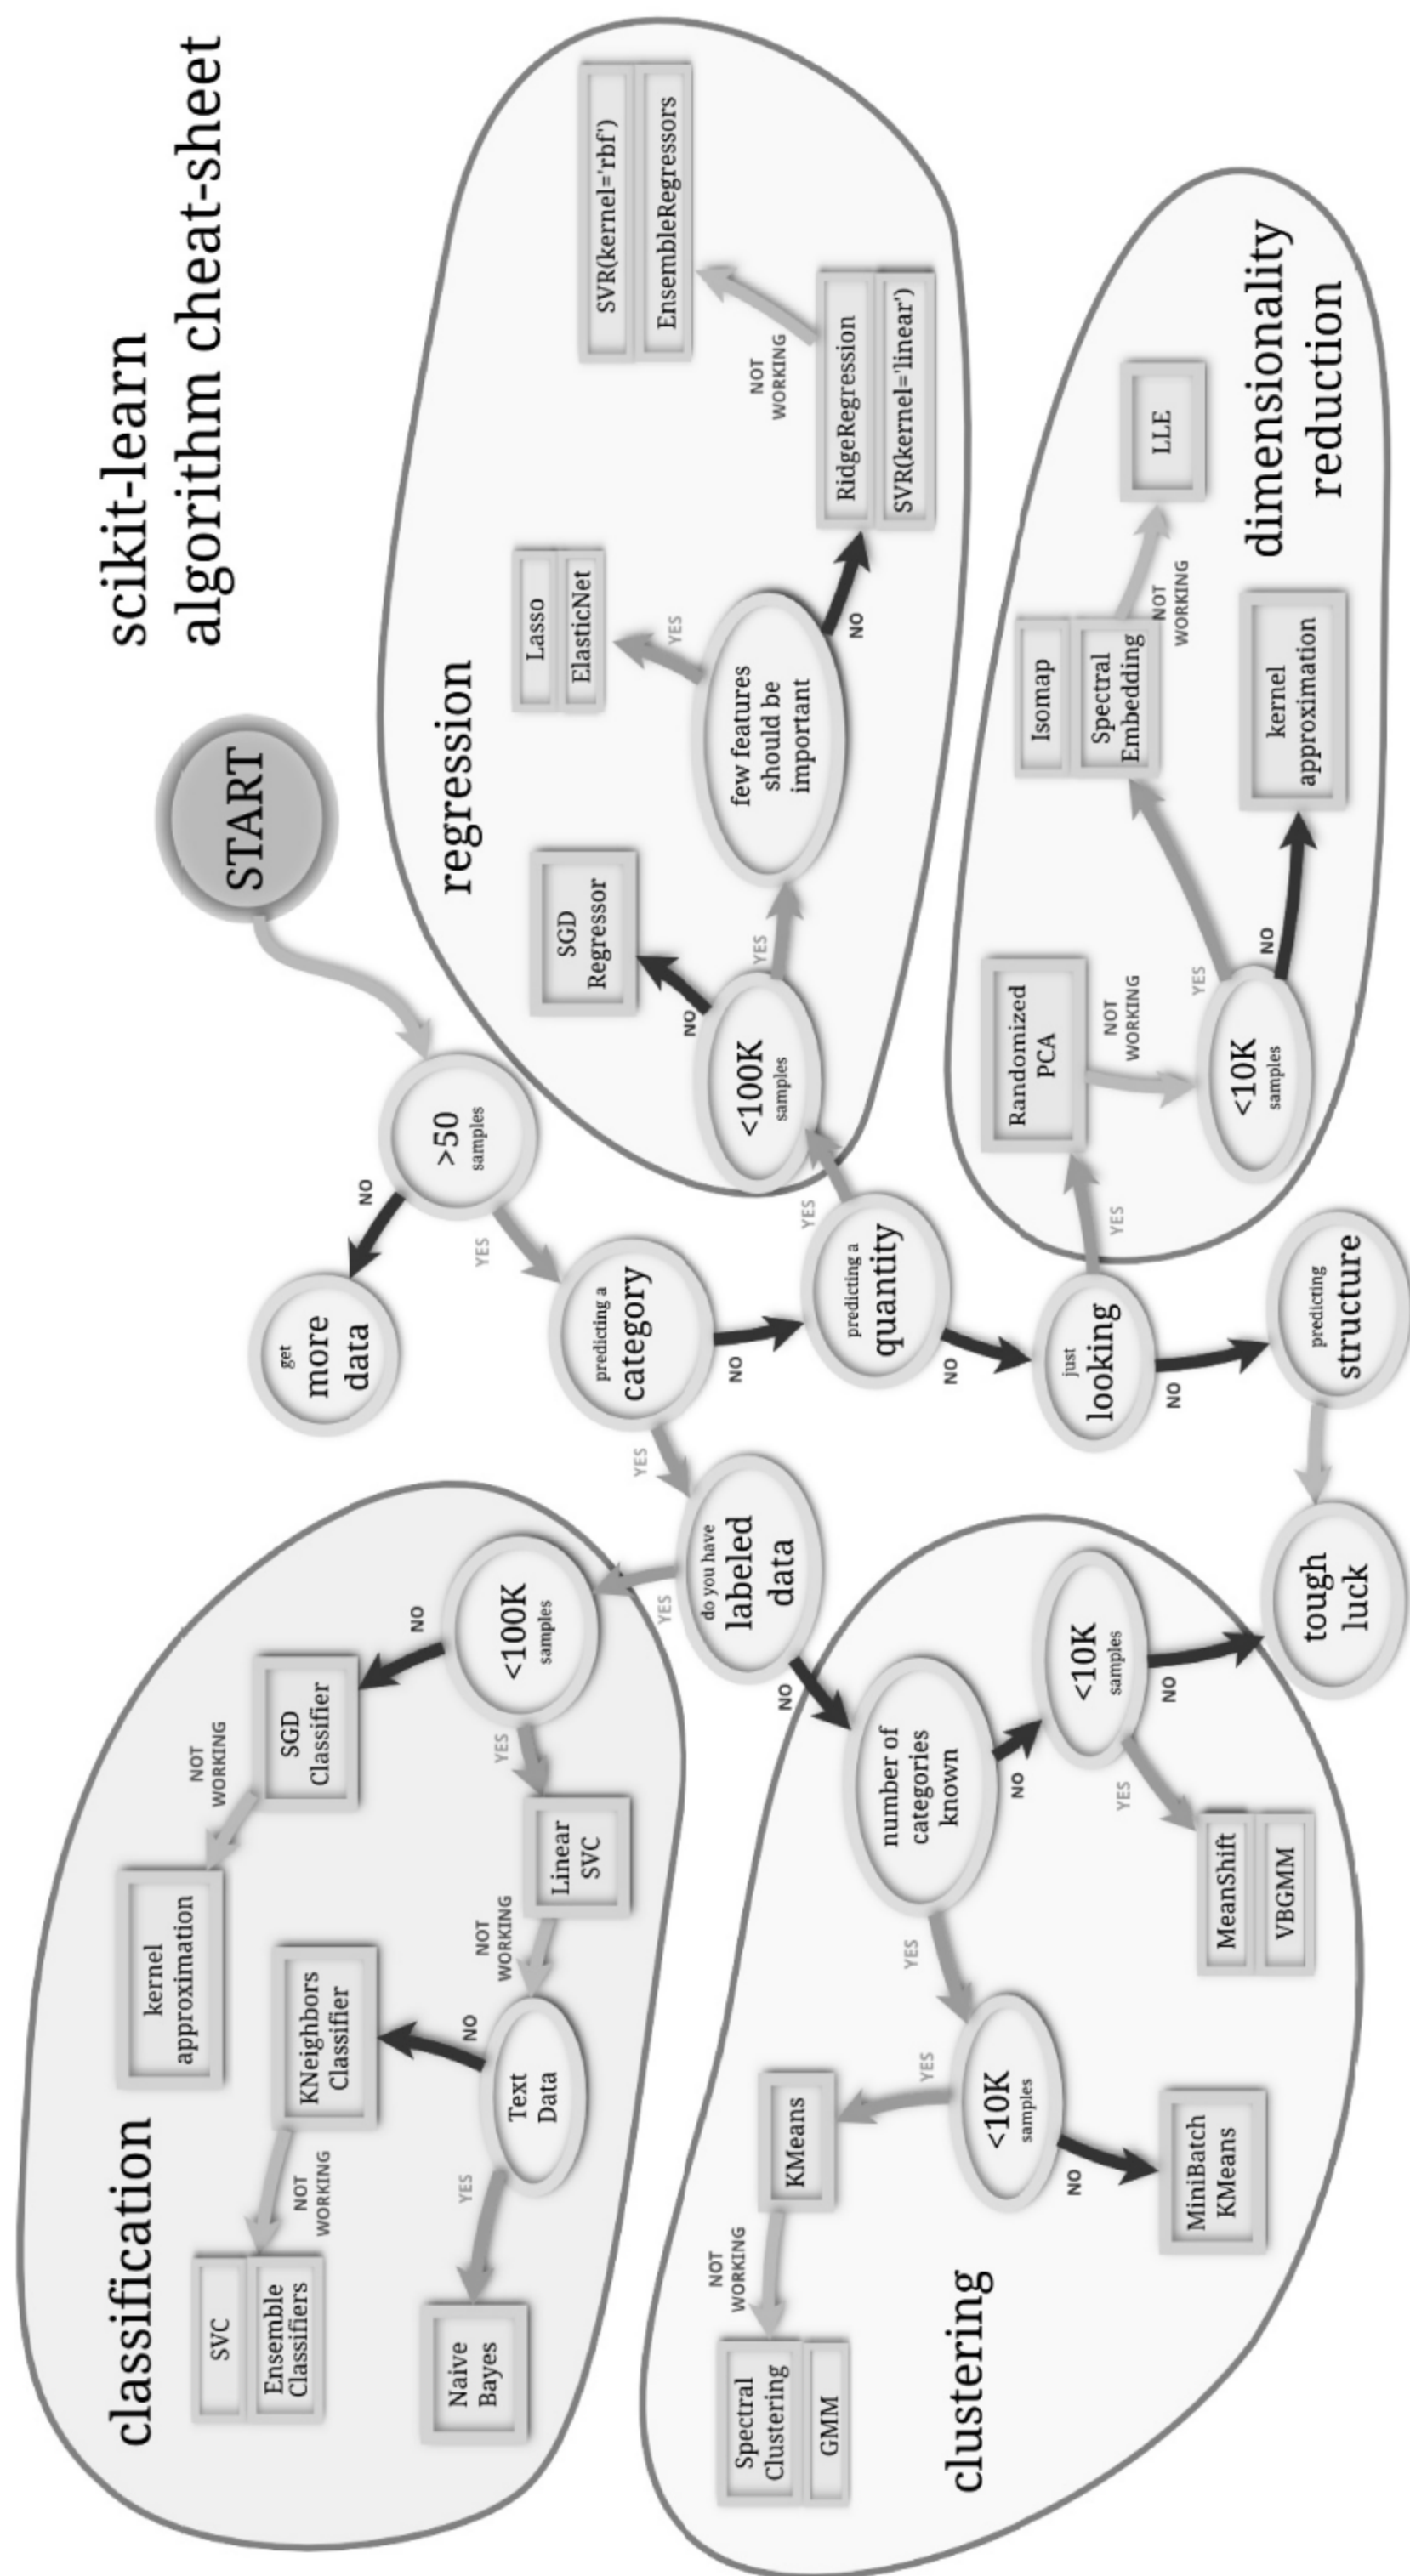 scikit-learn
algorithm cheat-sheet
classification
kernel
approximation
NOT
WORKING
SGD
Classifier
NO
SVC
Ensemble
Classifiers
NOT
WORKING
KNeighbors
Classifier
NO
Naive
Bayes
YES
Text
Data
NOT
WORKING
Linear
SVC
YES
<100K
samples
YES
get
more
data
NO
>50
samples
START
YES
predicting a
category
YES
do you have
labeled
data
NO
NO
predicting a
quantity
YES
NO
just
looking
YES
NO
predicting
structure
tough
luck
regression
SGD
Regressor
NO
<100K
samples
YES
few features
should be
important
YES
Lasso
ElasticNet
NO
RidgeRegression
SVR(kernel='linear')
NOT
WORKING
SVR(kernel='rbf')
EnsembleRegressors
clustering
Spectral
Clustering
GMM
NOT
WORKING
KMeans
YES
<10K
samples
NO
MiniBatch
KMeans
YES
number of
categories
known
NO
<10K
samples
YES
NO
MeanShift
VBGMM
dimensionality
reduction
Randomized
PCA
NOT
WORKING
<10K
samples
YES
NO
Isomap
Spectral
Embedding
NOT
WORKING
LLE
kernel
approximation